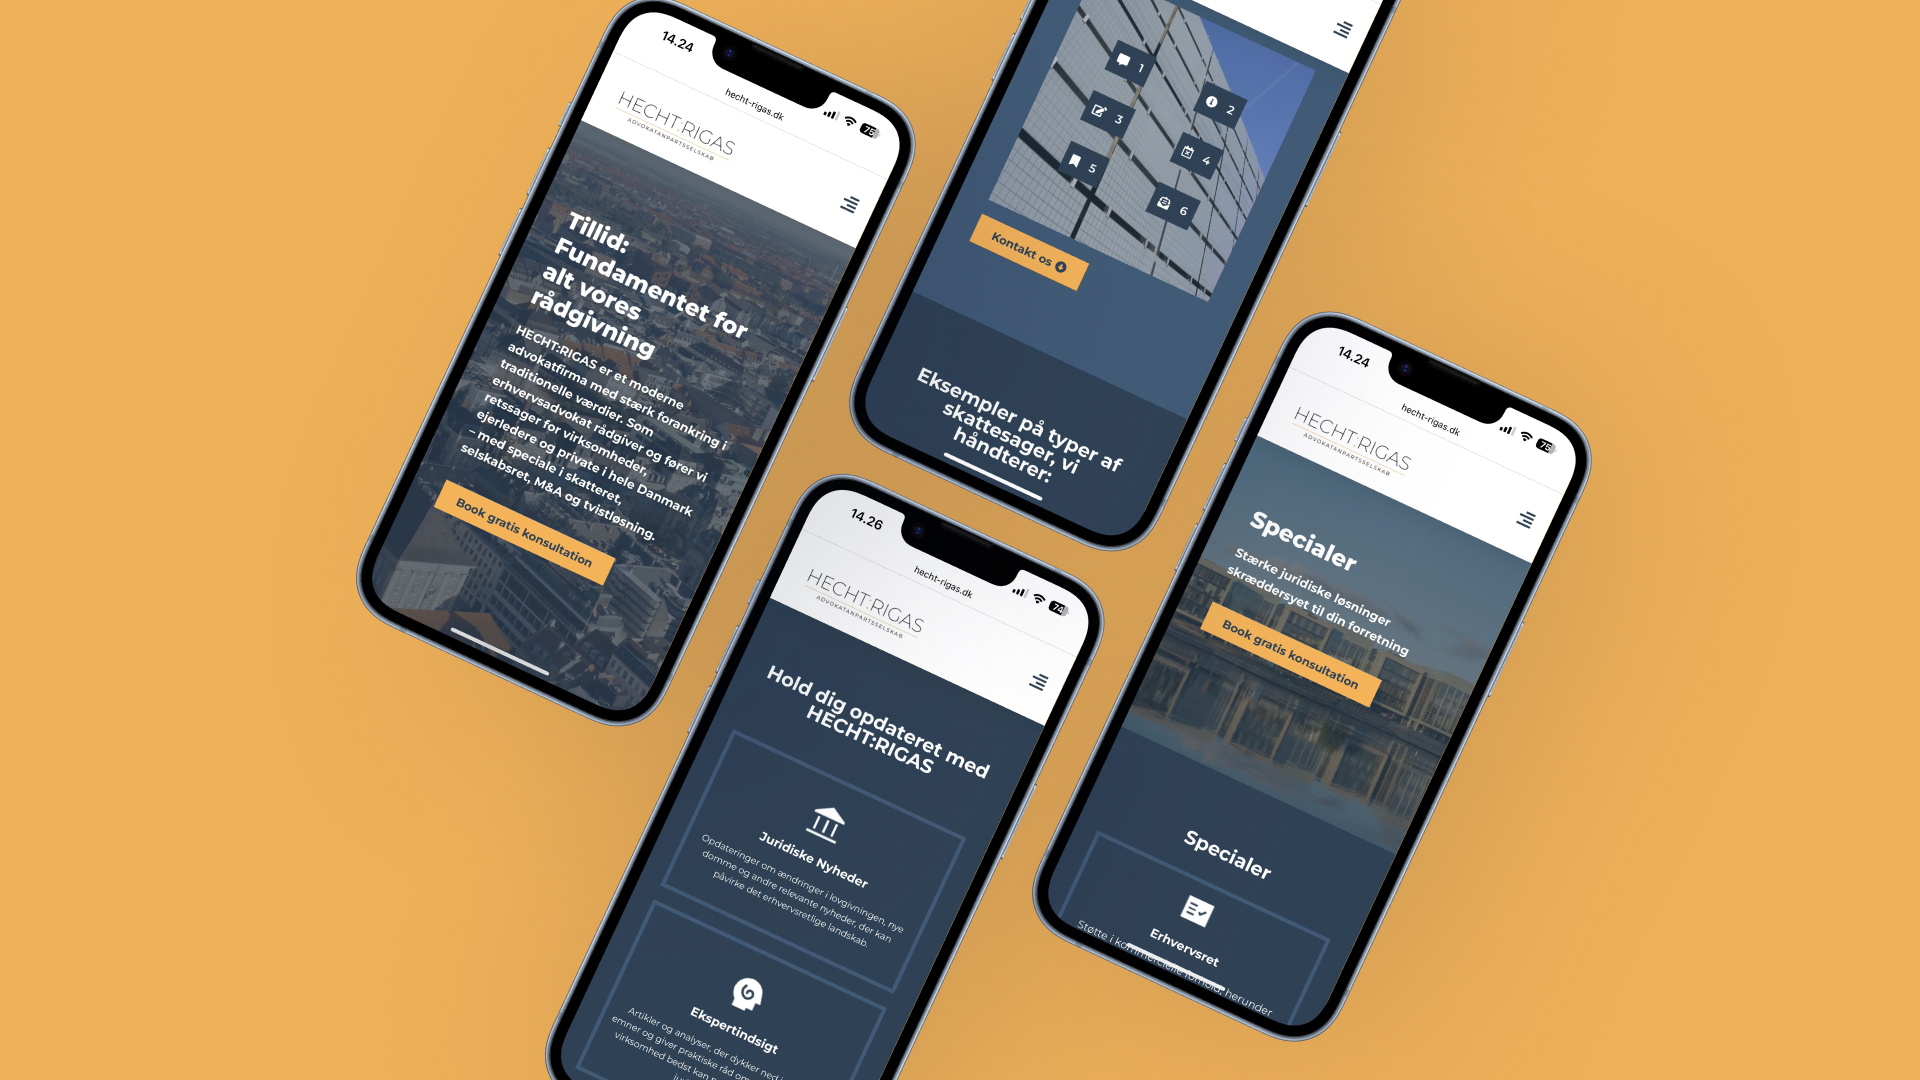 14.24
hecht-rigas.dk
75
HECHT:RIGAS
ADVOKATANPARTSSELSKAB
Tillid:
Fundamentet for
alt vores
rådgivning
HECHT:RIGAS er et moderne
advokatfirma med stærk forankring i
traditionelle værdier. Som
erhvervsadvokat rådgiver og fører vi
retssager for virksomheder,
ejerledere og private i hele Danmark
– med speciale i skatteret,
selskabsret, M&A og tvistløsning.
Book gratis konsultation
1
2
3
4
5
6
Kontakt os
Eksempler på typer af
skattesager, vi
håndterer:
14.26
hecht-rigas.dk
74
HECHT:RIGAS
ADVOKATANPARTSSELSKAB
Hold dig opdateret med
HECHT:RIGAS
Juridiske Nyheder
Opdateringer om ændringer i lovgivningen, nye
domme og andre relevante nyheder, der kan
påvirke det erhvervsretlige landskab.
Ekspertindsigt
Artikler og analyser, der dykker ned i
emner og giver praktiske råd om
virksomhed bedst kan
14.24
hecht-rigas.dk
75
HECHT:RIGAS
ADVOKATANPARTSSELSKAB
Specialer
Stærke juridiske løsninger
skræddersyet til din forretning
Book gratis konsultation
Specialer
Erhvervsret
Støtte i kommercielle forhold, herunder